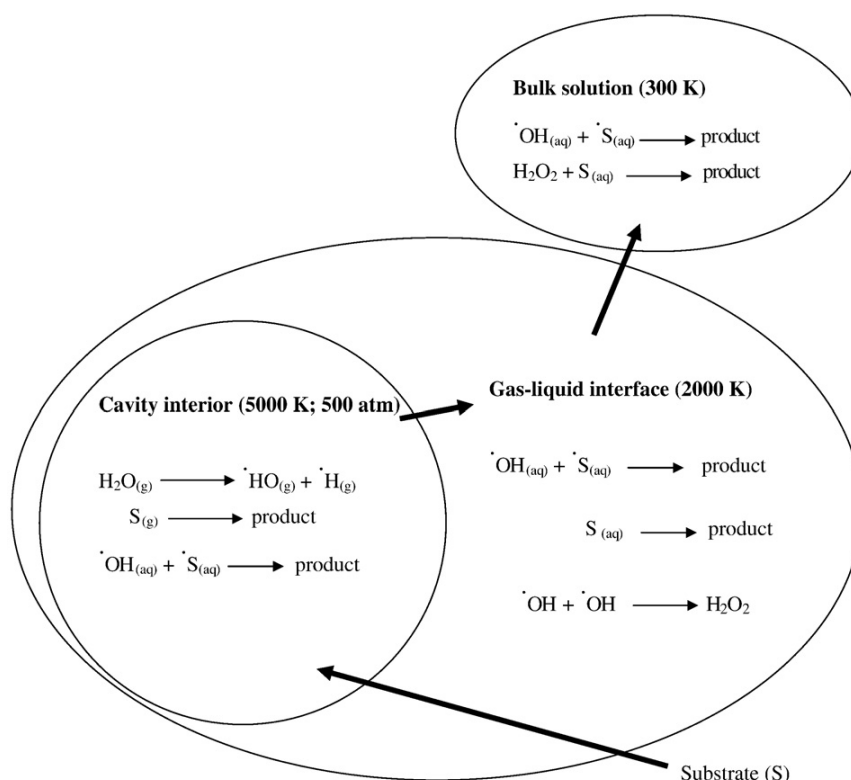 Bulk solution (300 K)
˙OH(aq) + ˙S(aq) ⟶ product
H₂O₂ + S(aq) ⟶ product
Cavity interior (5000 K; 500 atm)
H₂O(g) ⟶ ˙HO(g) + ˙H(g)
S(g) ⟶ product
˙OH(aq) + ˙S(aq) ⟶ product
Gas-liquid interface (2000 K)
˙OH(aq) + ˙S(aq) ⟶ product
S (aq) ⟶ product
˙OH + ˙OH ⟶ H₂O₂
Substrate (S)